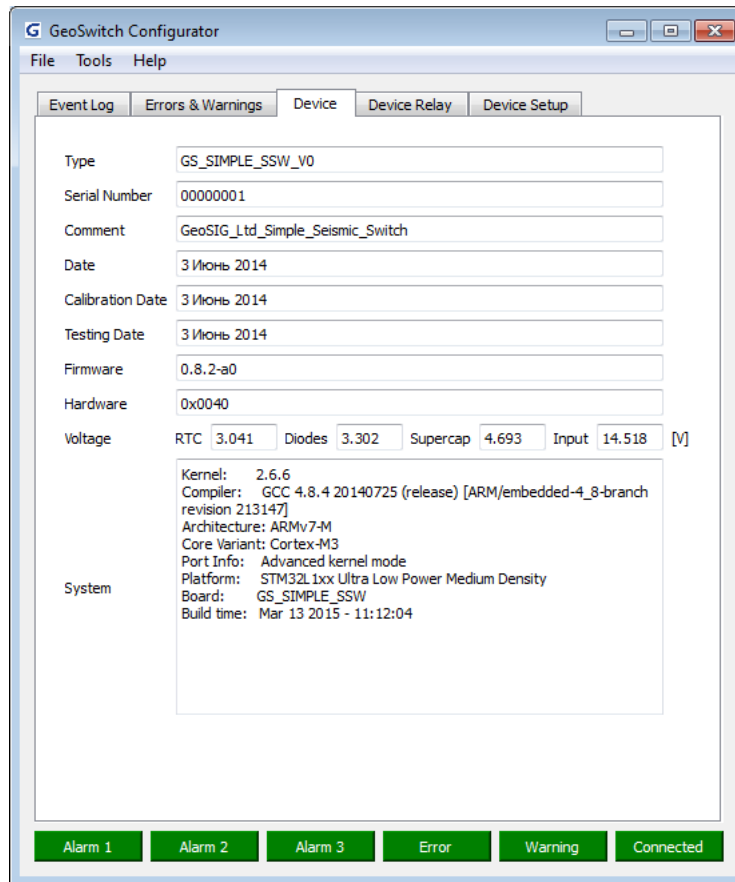 G GeoSwitch Configurator
File Tools Help
Event Log Errors & Warnings Device Device Relay Device Setup
Type GS_SIMPLE_SSW_V0
Serial Number 00000001
Comment GeoSIG_Ltd_Simple_Seismic_Switch
Date 3 Июнь 2014
Calibration Date 3 Июнь 2014
Testing Date 3 Июнь 2014
Firmware 0.8.2-a0
Hardware 0x0040
Voltage RTC 3.041 Diodes 3.302 Supercap 4.693 Input 14.518 [V]
System
Kernel: 2.6.6
Compiler: GCC 4.8.4 20140725 (release) [ARM/embedded-4_8-branch
revision 213147]
Architecture: ARMv7-M
Core Variant: Cortex-M3
Port Info: Advanced kernel mode
Platform: STM32L1xx Ultra Low Power Medium Density
Board: GS_SIMPLE_SSW
Build time: Mar 13 2015 - 11:12:04
Alarm 1 Alarm 2 Alarm 3 Error Warning Connected